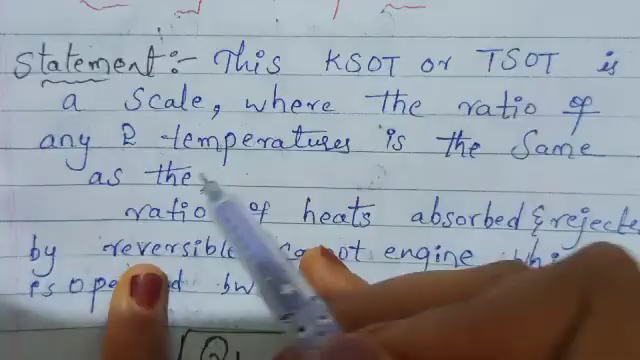 Statement:- This KSOT or TSOT is
a scale, where the ratio of
any 2 temperatures is the same
as the
ratio of heats absorbed & rejecte
by reversible engine
is bw